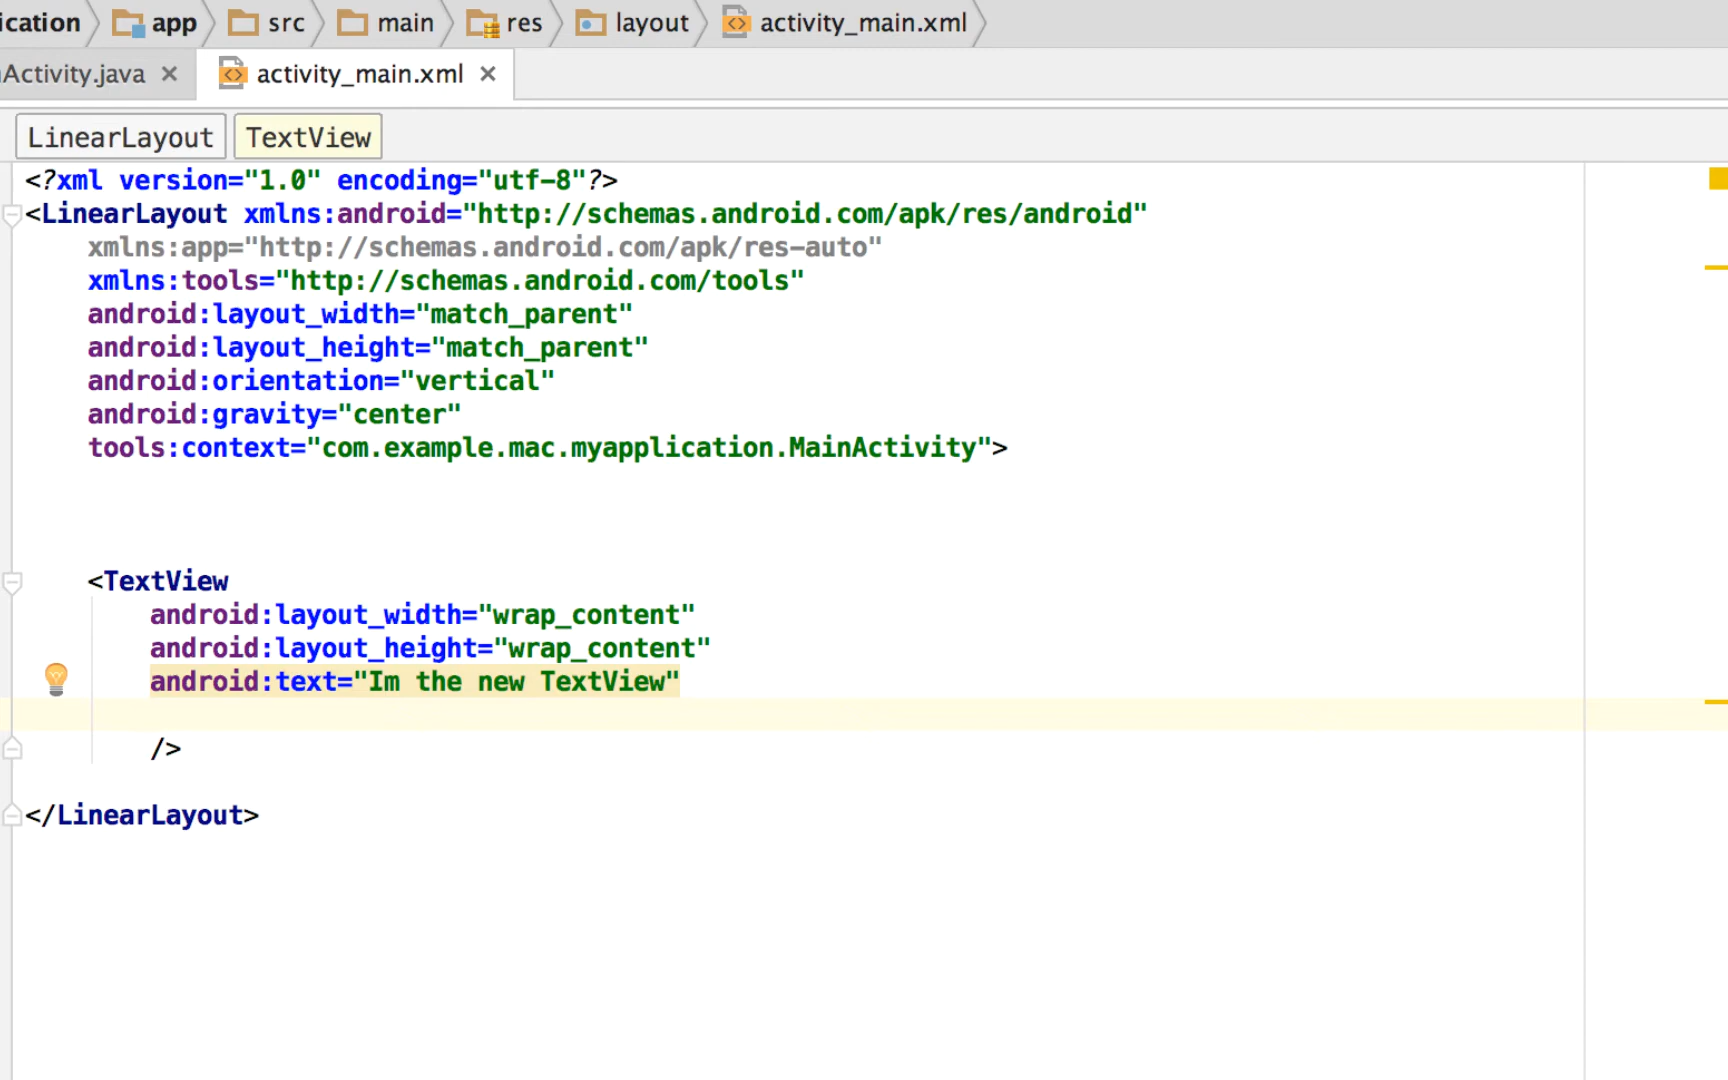 ication app src main res layout activity_main.xml
Activity.java activity_main.xml
LinearLayout TextView
<?xml version="1.0" encoding="utf-8"?>
<LinearLayout xmlns:android="http://schemas.android.com/apk/res/android"
    xmlns:app="http://schemas.android.com/apk/res-auto"
    xmlns:tools="http://schemas.android.com/tools"
    android:layout_width="match_parent"
    android:layout_height="match_parent"
    android:orientation="vertical"
    android:gravity="center"
    tools:context="com.example.mac.myapplication.MainActivity">
    <TextView
        android:layout_width="wrap_content"
        android:layout_height="wrap_content"
        android:text="Im the new TextView"
        />
</LinearLayout>